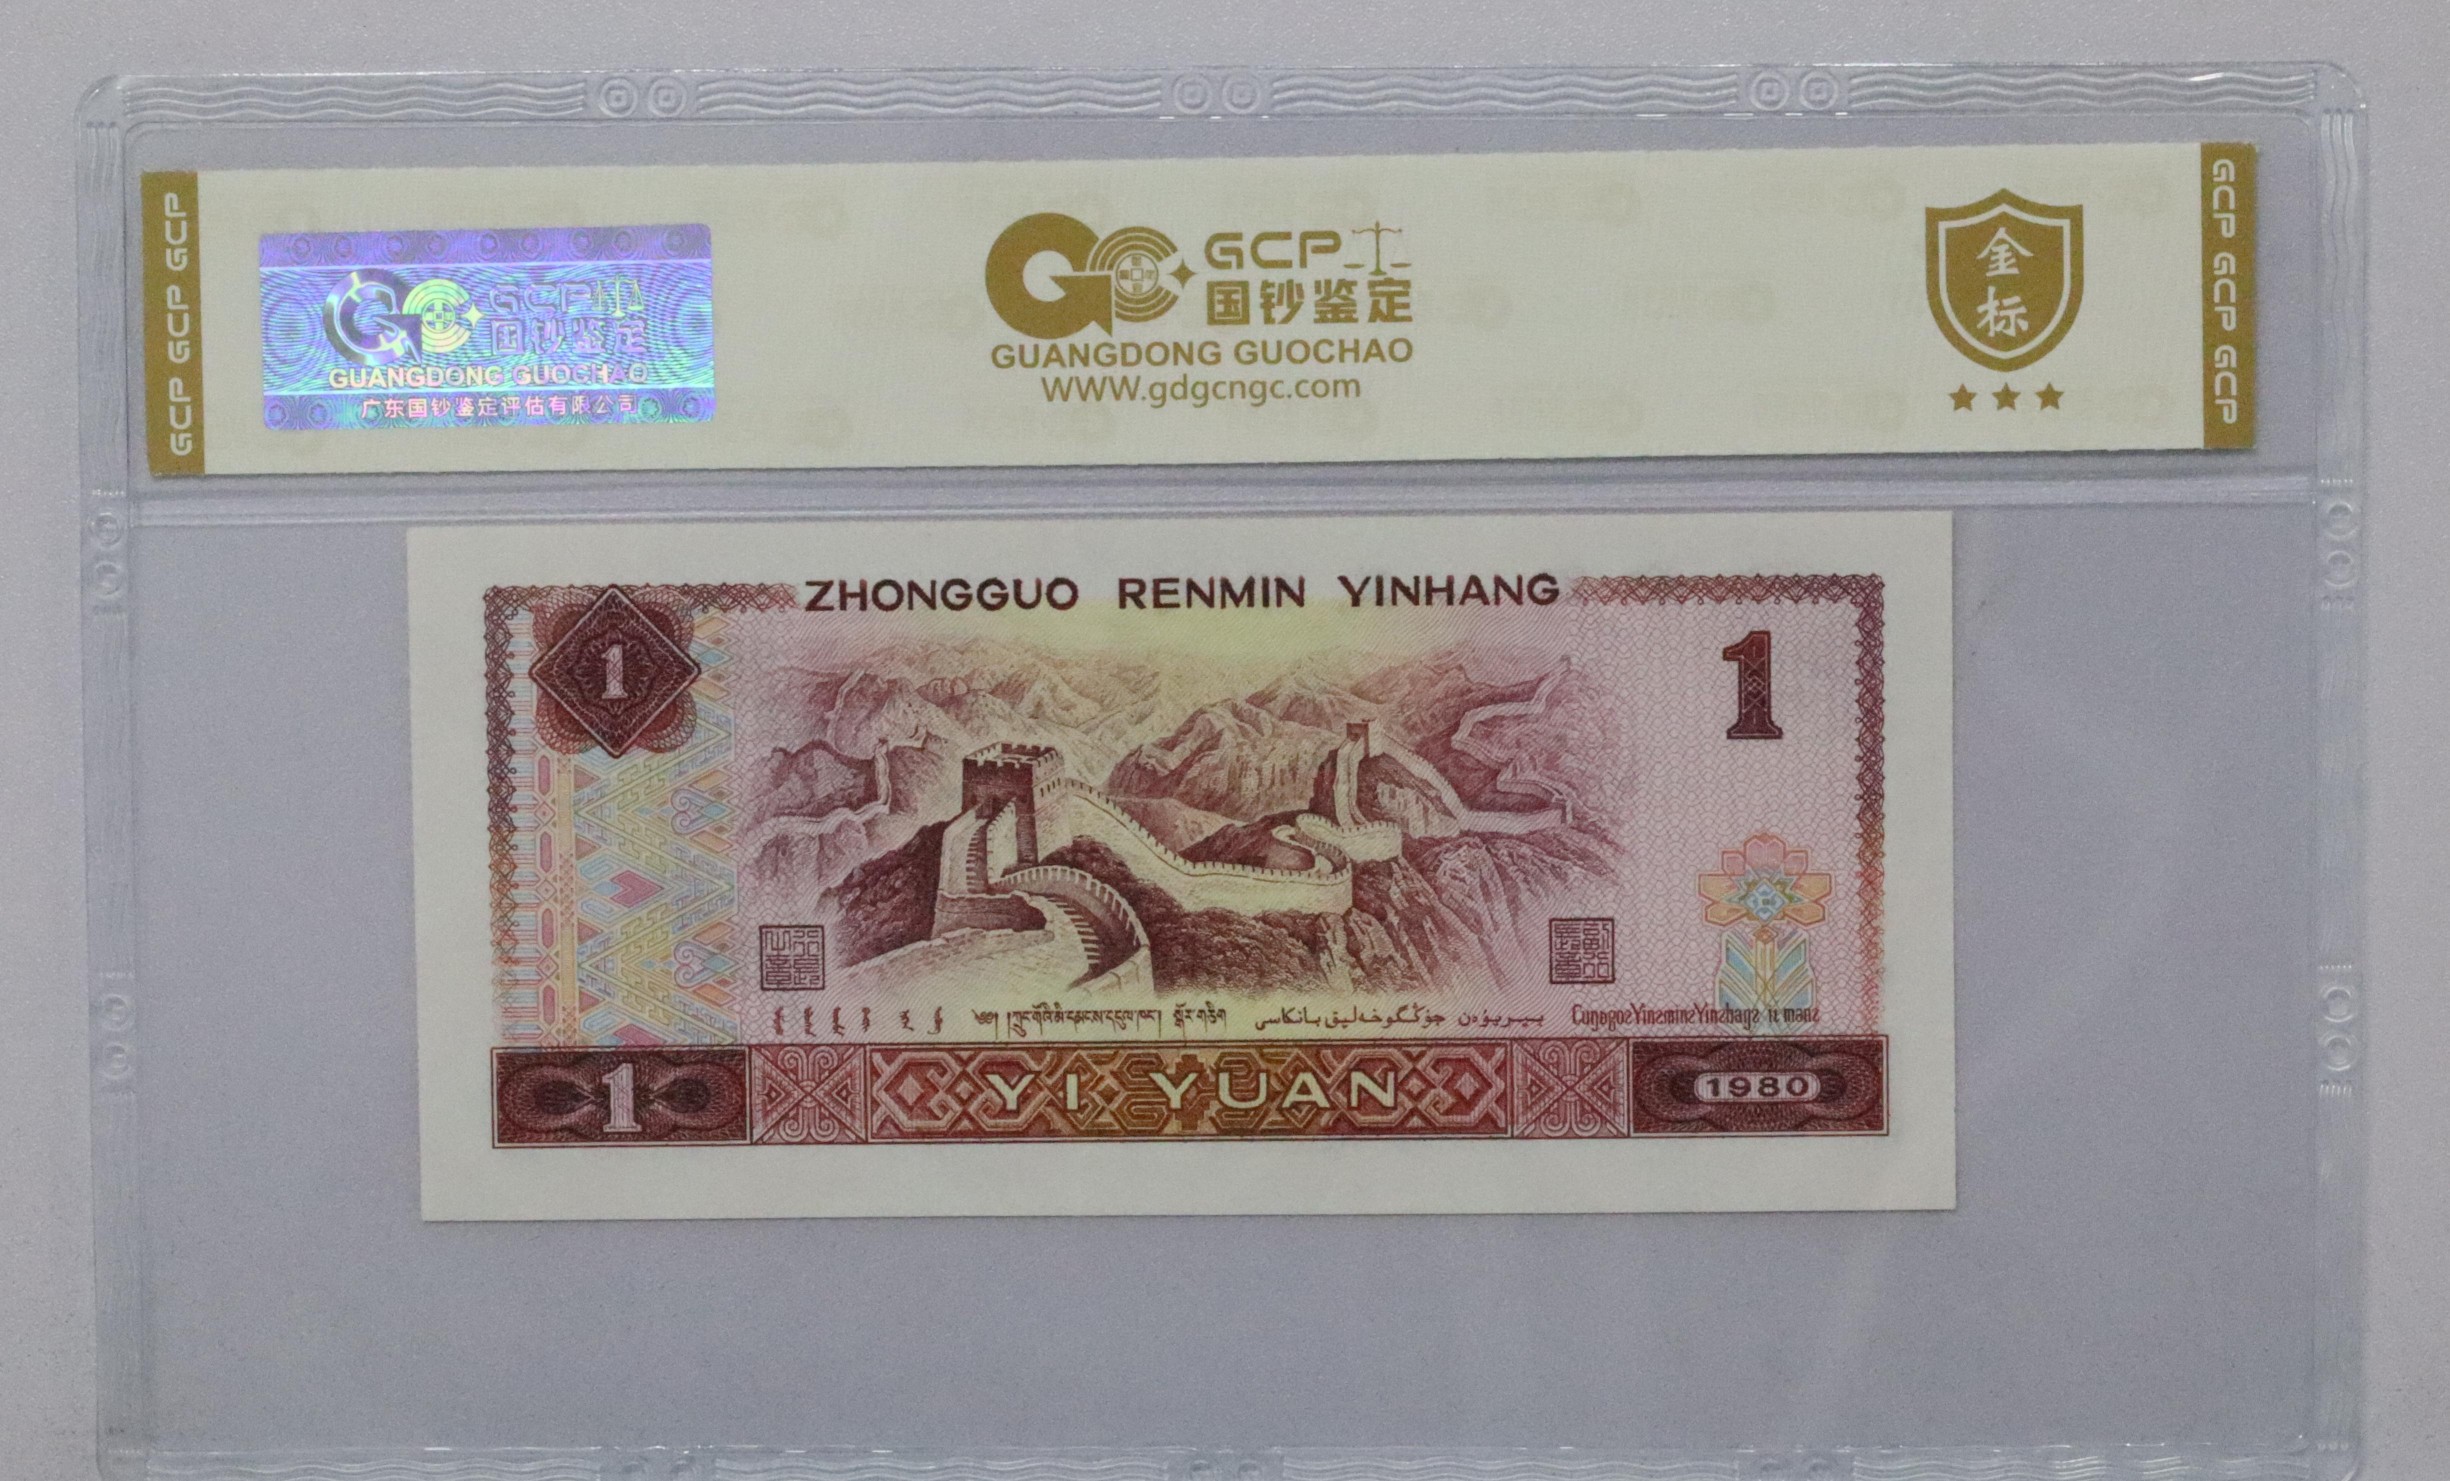 GCP GCP GCP
GCP
国钞鉴定
GUANGDONG GUOCHAO
广东国钞鉴定评估有限公司
GCP
国钞鉴定
GUANGDONG GUOCHAO
WWW.gdgcngc.com
金
标
GCP GCP GCP
ZHONGGUO RENMIN YINHANG
1
1
1
YI YUAN
1980